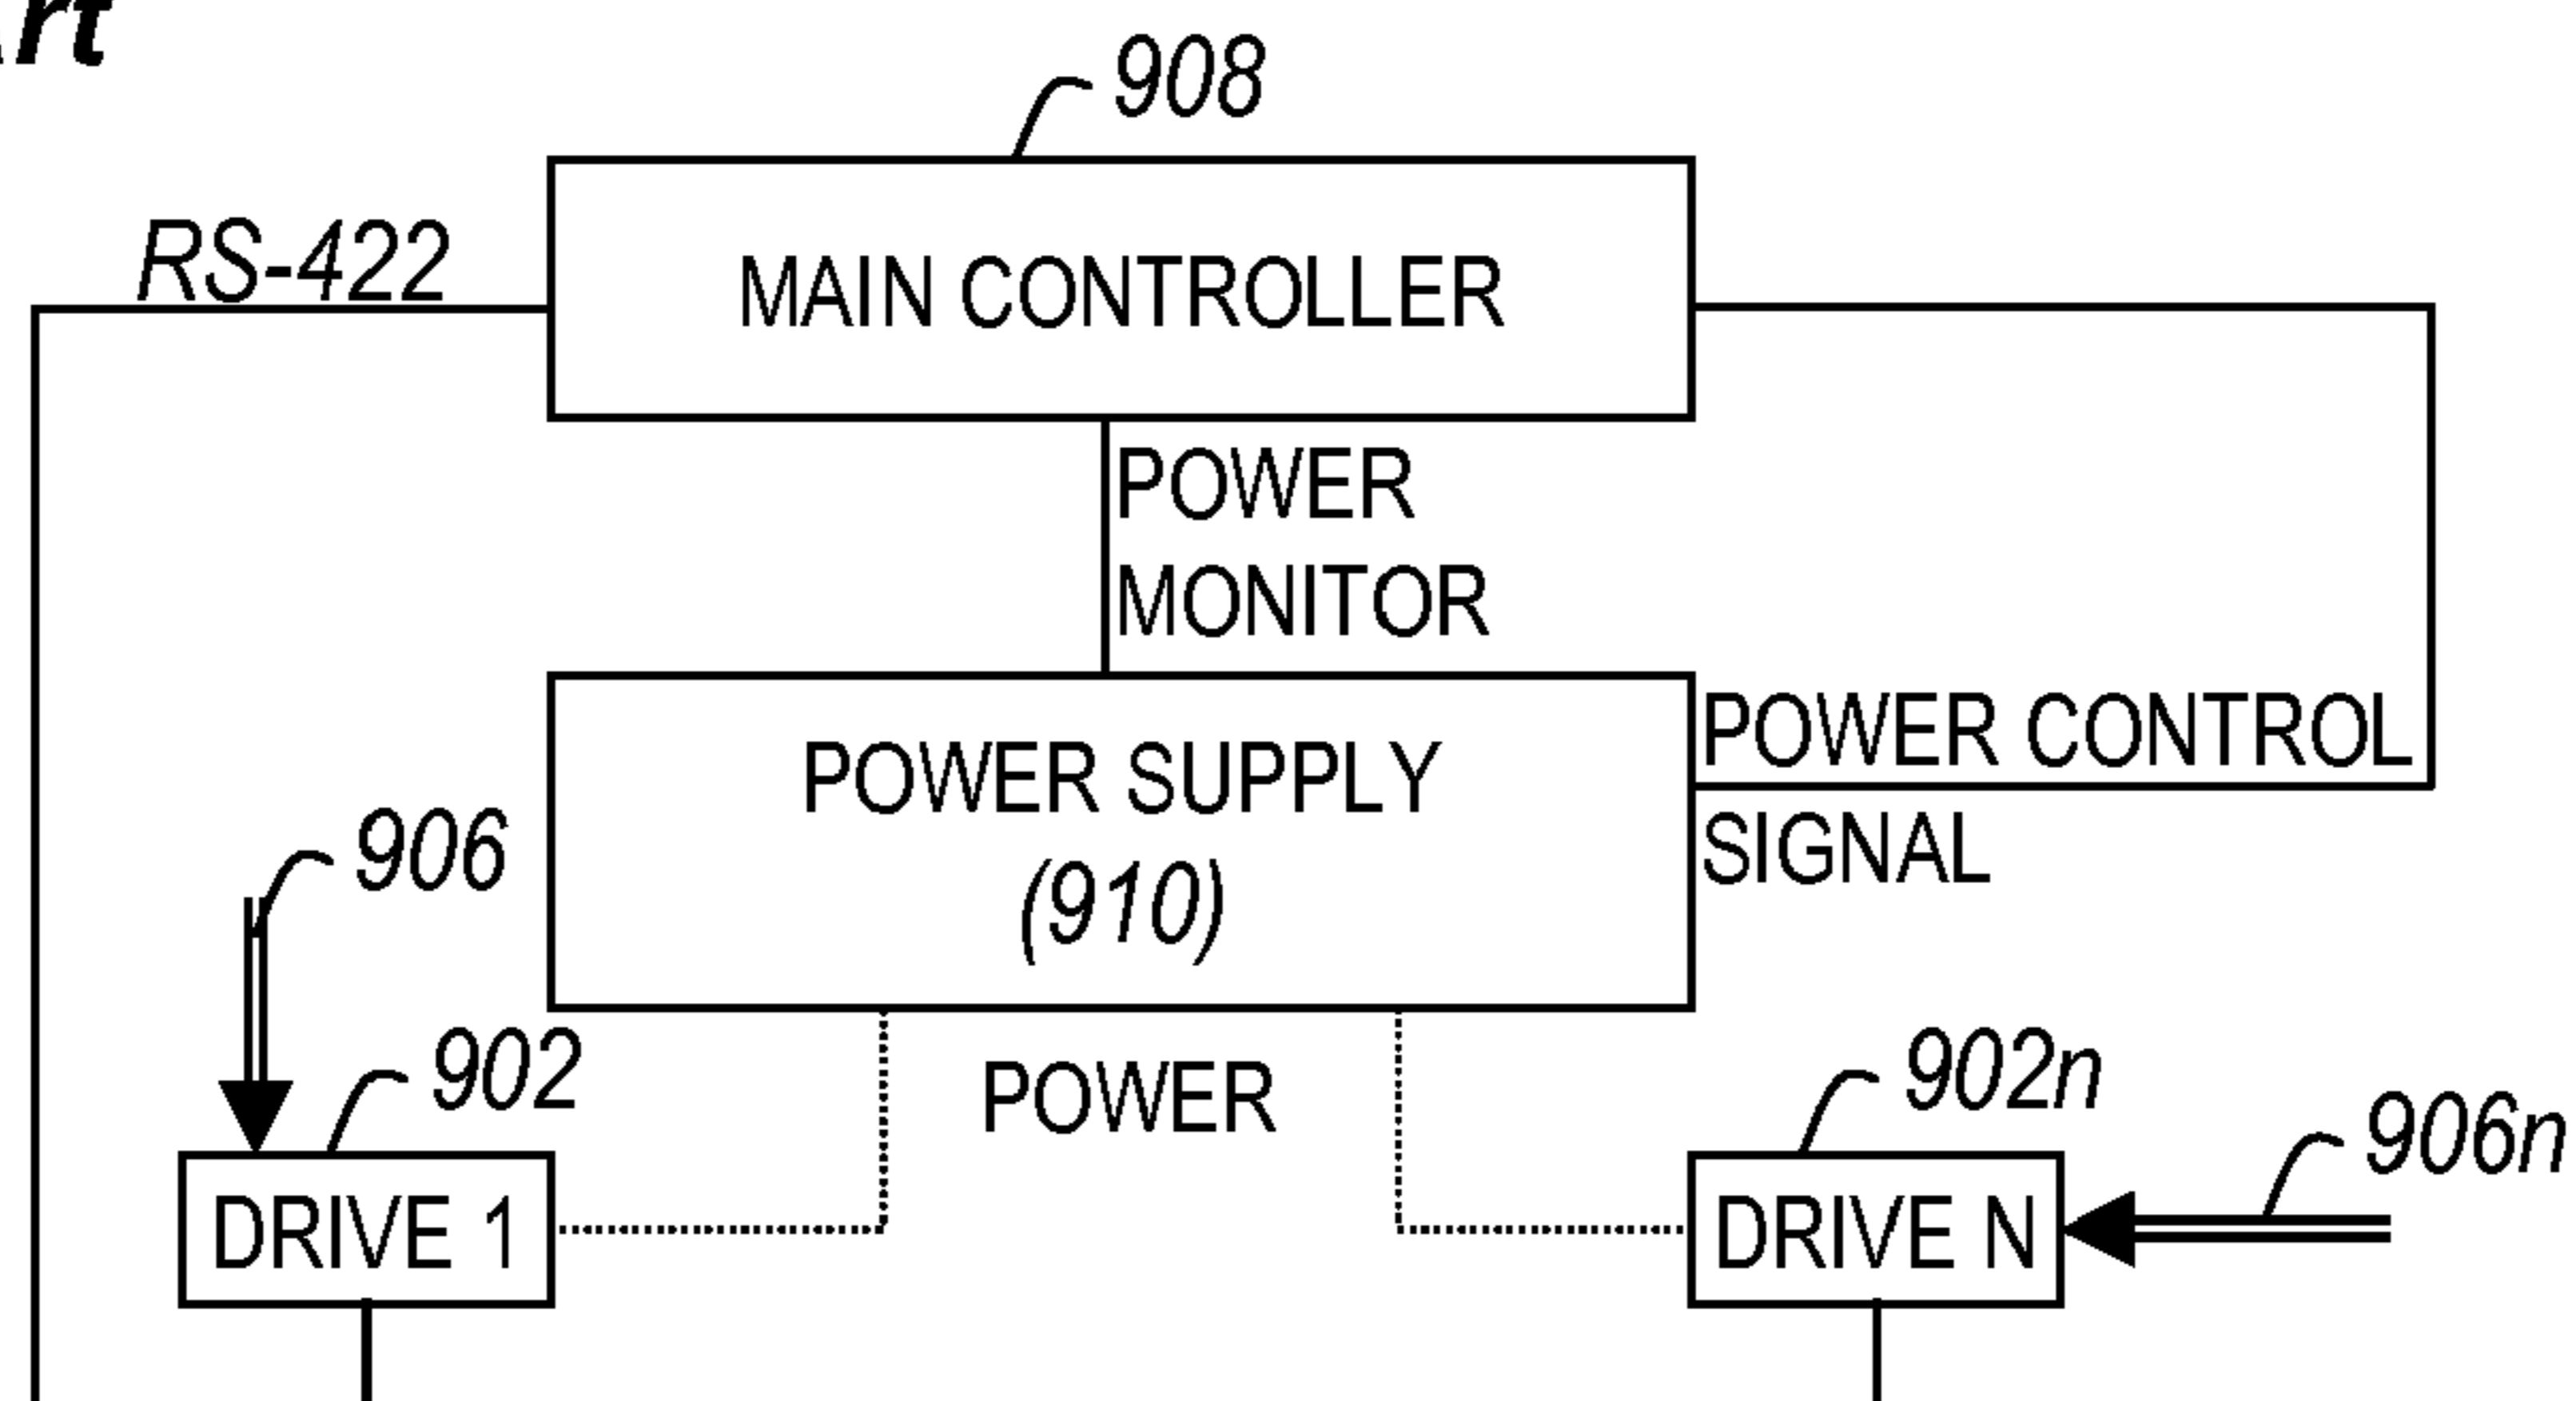 908
RS-422
MAIN CONTROLLER
POWER
MONITOR
POWER SUPPLY
(910)
POWER CONTROL
SIGNAL
906
902
POWER
902n
906n
DRIVE 1
DRIVE N